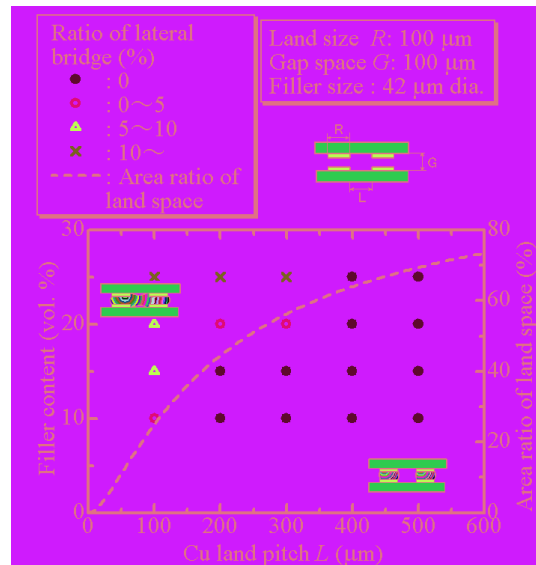 Ratio of lateral
bridge (%)
: 0
: 0～5
: 5～10
: 10～
: Area ratio of
land space
Land size R: 100 μm
Gap space G: 100 μm
Filler size : 42 μm dia.
R
G
L
30
20
10
0
Filler content (vol. %)
80
60
40
20
0
Area ratio of land space (%)
0
100
200
300
400
500
600
Cu land pitch L (μm)